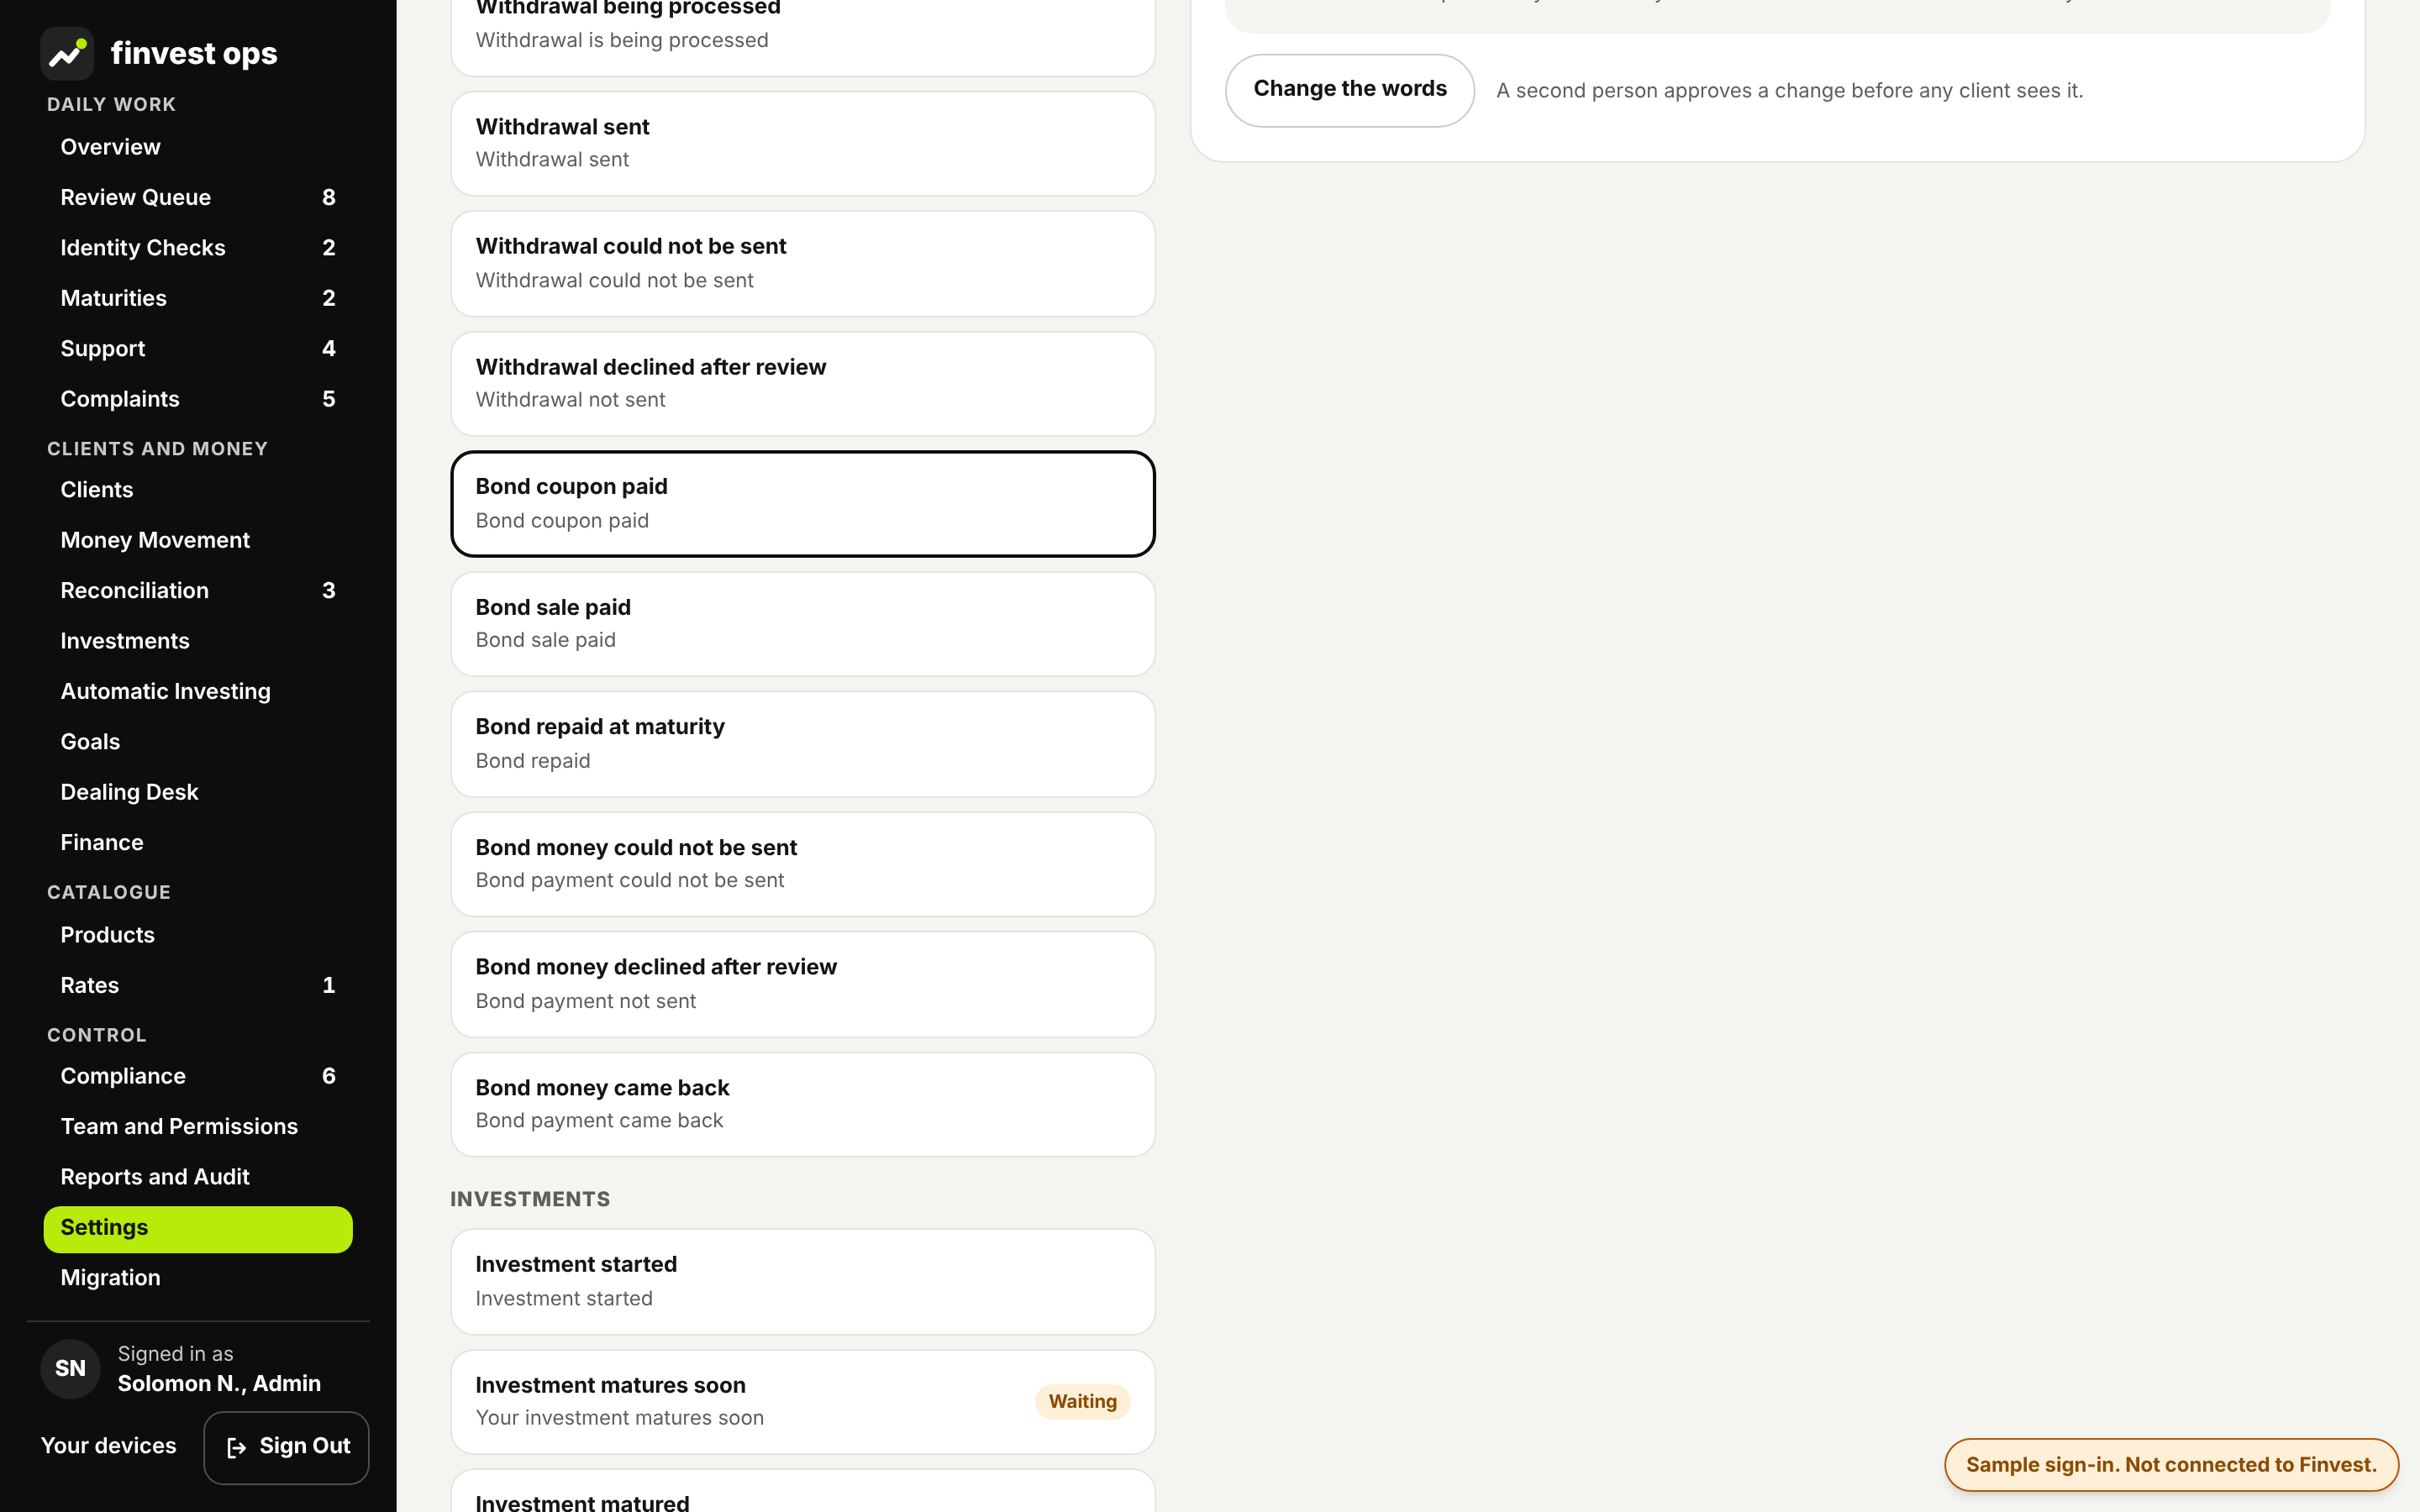 finvest ops
DAILY WORK
Overview
Review Queue 8
Identity Checks 2
Maturities 2
Support 4
Complaints 5
CLIENTS AND MONEY
Clients
Money Movement
Reconciliation 3
Investments
Automatic Investing
Goals
Dealing Desk
Finance
CATALOGUE
Products
Rates 1
CONTROL
Compliance 6
Team and Permissions
Reports and Audit
Settings
Migration
SN
Signed in as
Solomon N., Admin
Your devices
Sign Out
Withdrawal being processed
Withdrawal is being processed
Withdrawal sent
Withdrawal sent
Withdrawal could not be sent
Withdrawal could not be sent
Withdrawal declined after review
Withdrawal not sent
Bond coupon paid
Bond coupon paid
Bond sale paid
Bond sale paid
Bond repaid at maturity
Bond repaid
Bond money could not be sent
Bond payment could not be sent
Bond money declined after review
Bond payment not sent
Bond money came back
Bond payment came back
INVESTMENTS
Investment started
Investment started
Investment matures soon
Your investment matures soon
Waiting
Investment matured
Change the words
A second person approves a change before any client sees it.
Sample sign-in. Not connected to Finvest.